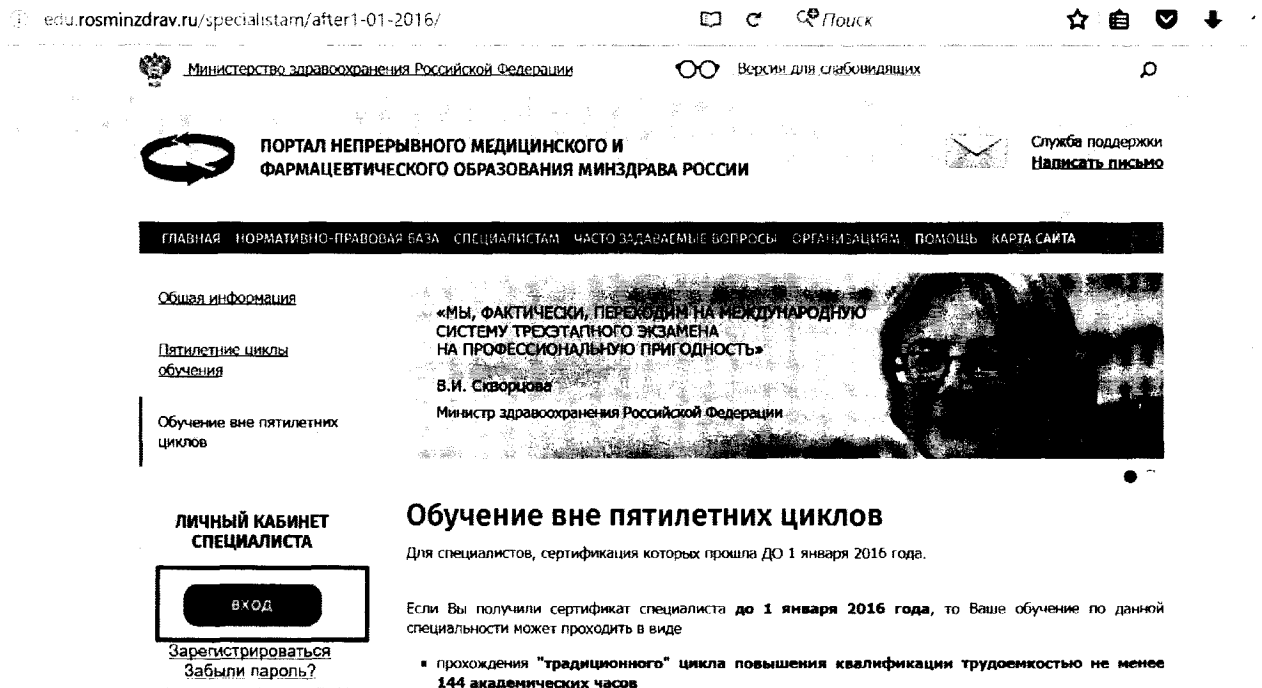 edu.rosminzdrav.ru/specialistam/after1-01-2016/
Поиск
Министерство здравоохранения Российской Федерации
Версия для слабовидящих
ПОРТАЛ НЕПРЕРЫВНОГО МЕДИЦИНСКОГО И
ФАРМАЦЕВТИЧЕСКОГО ОБРАЗОВАНИЯ МИНЗДРАВА РОССИИ
Служба поддержки
Написать письмо
ГЛАВНАЯ НОРМАТИВНО-ПРАВОВАЯ БАЗА СПЕЦИАЛИСТАМ ЧАСТО ЗАДАВАЕМЫЕ ВОПРОСЫ ОРГАНИЗАЦИЯМ ПОМОЩЬ КАРТА САЙТА
Общая информация
Пятилетние циклы
обучения
Обучение вне пятилетних
циклов
«МЫ, ФАКТИЧЕСКИ, ПЕРЕХОДИМ НА МЕЖДУНАРОДНУЮ
СИСТЕМУ ТРЕХЭТАПНОГО ЭКЗАМЕНА
НА ПРОФЕССИОНАЛЬНУЮ ПРИГОДНОСТЬ»
В.И. Скворцова
Министр здравоохранения Российской Федерации
ЛИЧНЫЙ КАБИНЕТ
СПЕЦИАЛИСТА
ВХОД
Зарегистрироваться
Забыли пароль?
Обучение вне пятилетних циклов
Для специалистов, сертификация которых прошла ДО 1 января 2016 года.
Если Вы получили сертификат специалиста до 1 января 2016 года, то Ваше обучение по данной
специальности может проходить в виде
▪ прохождения "традиционного" цикла повышения квалификации трудоемкостью не менее
144 академических часов